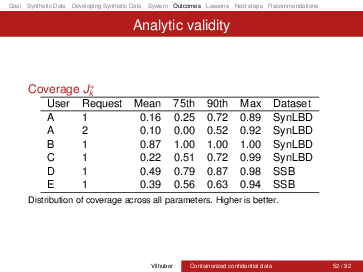 Goal Synthetic Data Developing Synthetic Data System Outcomes Lessons Next steps Recommendations
Analytic validity
Coverage J*k
User Request Mean 75th 90th Max Dataset
A 1 0.16 0.25 0.72 0.89 SynLBD
A 2 0.10 0.00 0.52 0.92 SynLBD
B 1 0.87 1.00 1.00 1.00 SynLBD
C 1 0.22 0.51 0.72 0.99 SynLBD
D 1 0.49 0.79 0.87 0.98 SSB
E 1 0.39 0.56 0.63 0.94 SSB
Distribution of coverage across all parameters. Higher is better.
Vilhuber Containerized confidential data 52 / 92